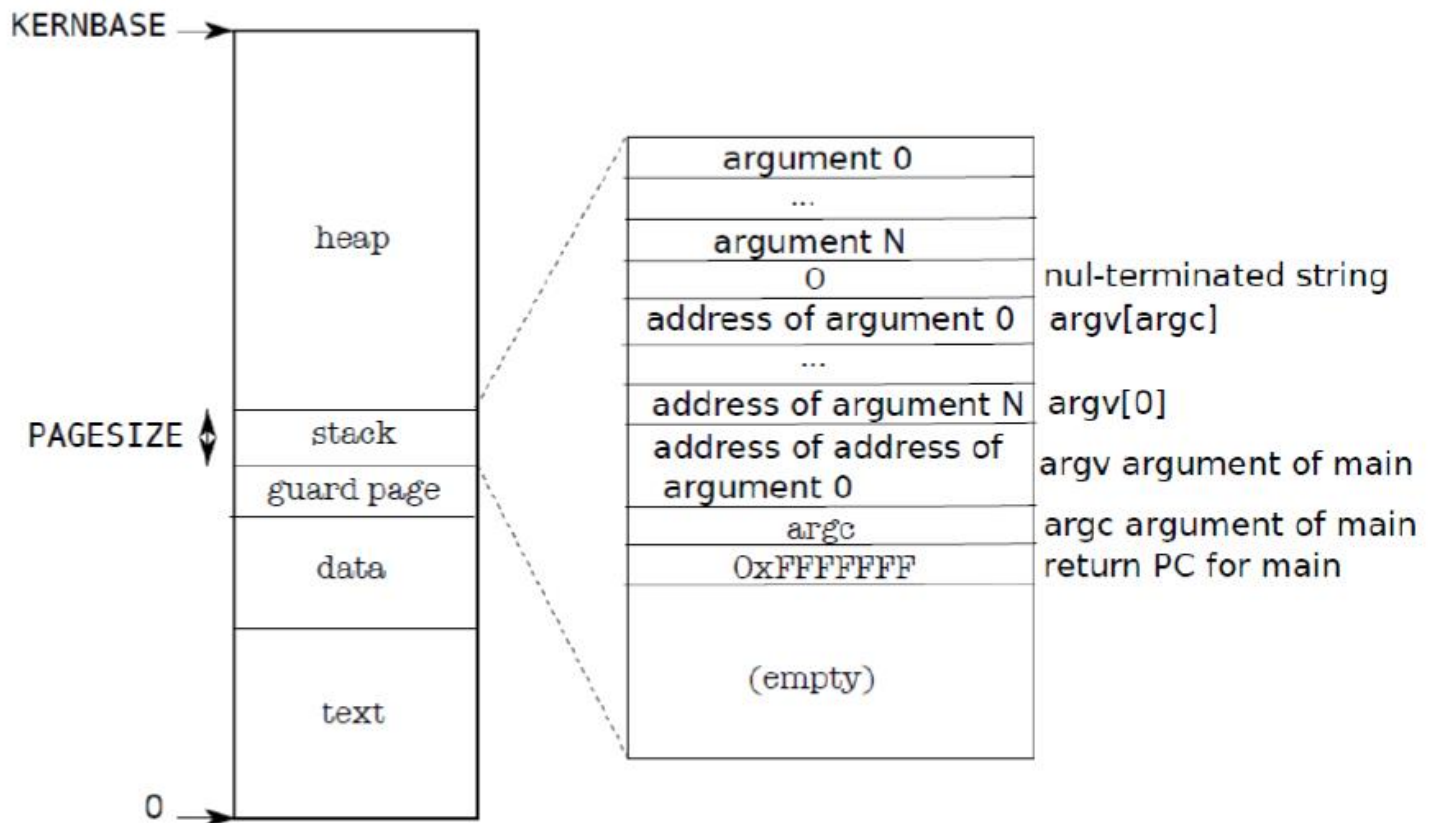 KERNBASE
heap
PAGESIZE
stack
guard page
data
text
0
argument 0
...
argument N
0
nul-terminated string
address of argument 0
argv[argc]
...
address of argument N
argv[0]
address of address of
argument 0
argv argument of main
argc
argc argument of main
0xFFFFFFF
return PC for main
(empty)